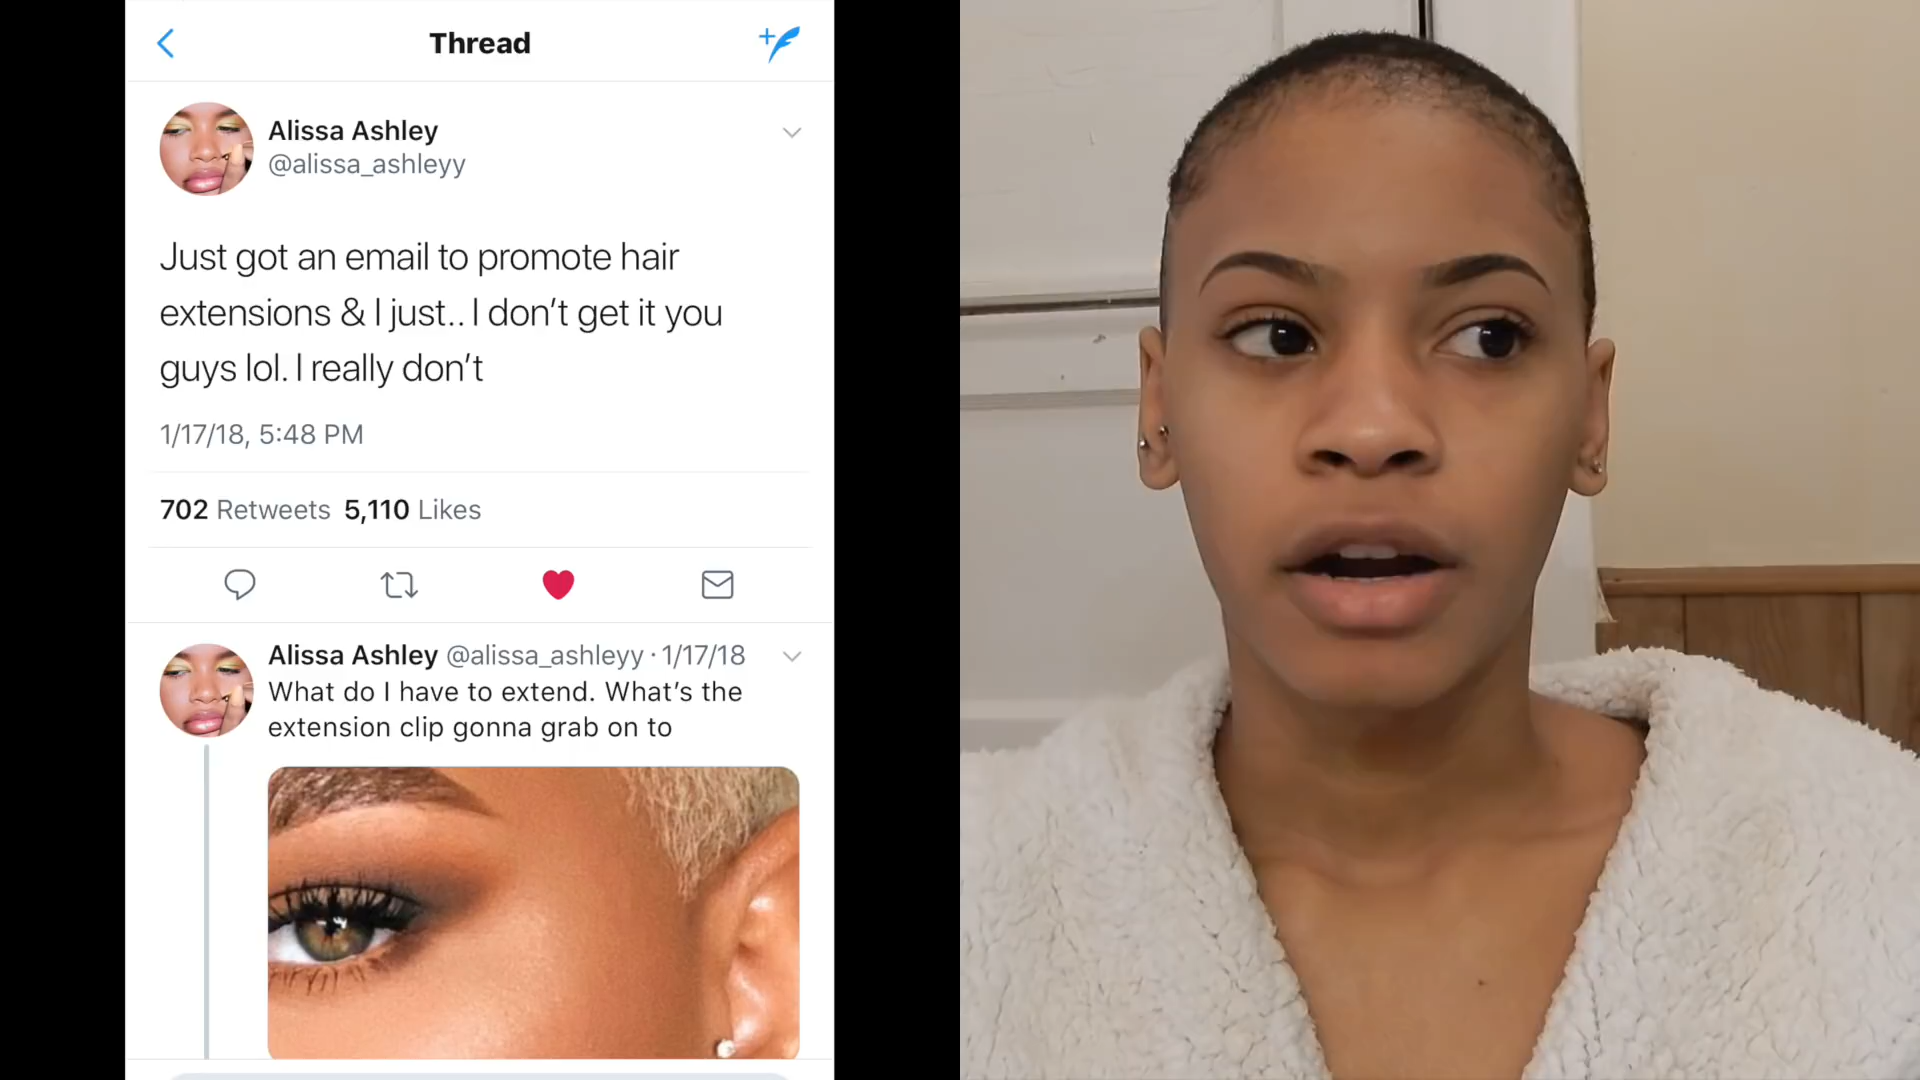 Thread
Alissa Ashley
@alissa_ashleyy
Just got an email to promote hair
extensions & I just.. I don’t get it you
guys lol. I really don’t
1/17/18, 5:48 PM
702 Retweets 5,110 Likes
Alissa Ashley @alissa_ashleyy · 1/17/18
What do I have to extend. What’s the
extension clip gonna grab on to